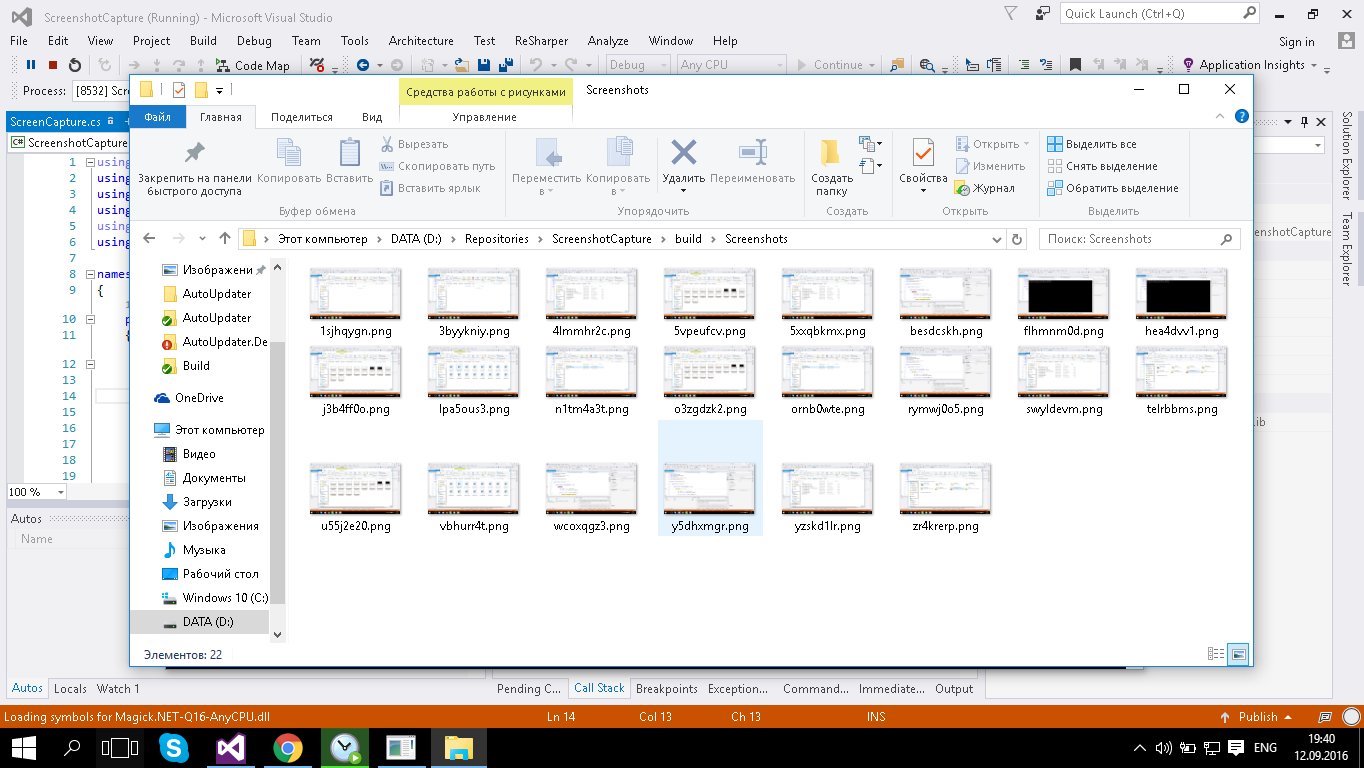 ScreenshotCapture (Running) - Microsoft Visual Studio
Quick Launch (Ctrl+Q)
File Edit View Project Build Debug Team Tools Architecture Test ReSharper Analyze Window Help
Sign in
Code Map
Debug
Any CPU
Continue
Application Insights
Process: [8532] Scre
Средства работы с рисунками
Screenshots
Файл Главная Поделиться Вид Управление
Закрепить на панели быстрого доступа
Копировать
Вставить
Вырезать
Скопировать путь
Вставить ярлык
Буфер обмена
Переместить в
Копировать в
Удалить
Переименовать
Упорядочить
Создать папку
Создать
Свойства
Открыть
Изменить
Журнал
Открыть
Выделить все
Снять выделение
Обратить выделение
Выделить
Этот компьютер DATA (D:) Repositories ScreenshotCapture build Screenshots
Поиск: Screenshots
Изображени
AutoUpdater
AutoUpdater
AutoUpdater.De
Build
OneDrive
Этот компьютер
Видео
Документы
Загрузки
Изображения
Музыка
Рабочий стол
Windows 10 (C:)
DATA (D:)
1sjhqygn.png 3byykniy.png 4lmmhr2c.png 5vpeufcv.png 5xxqbkmx.png besdcskh.png flhmnm0d.png hea4dvv1.png
j3b4ff0o.png lpa5ous3.png n1tm4a3t.png o3zgdzk2.png ornb0wte.png rymwj0o5.png swyldevm.png telrbbms.png
u55j2e20.png vbhurr4t.png wcoxqgz3.png y5dhxmgr.png yzskd1lr.png zr4krerp.png
Элементов: 22
ScreenCapture.cs
C# ScreenshotCapture
1 using
2 using
3 using
4 using
5 using
6 using
7
8 names
9 {
10 p
11 {
12
13
14
15
16
17
18
19
100 %
Autos
Name
Autos Locals Watch 1
Pending C... Call Stack Breakpoints Exception... Command... Immediate... Output
Solution Explorer
Team Explorer
enshotCapture
Lib
Loading symbols for Magick.NET-Q16-AnyCPU.dll
Ln 14 Col 13 Ch 13 INS
Publish
ENG
19:40
12.09.2016